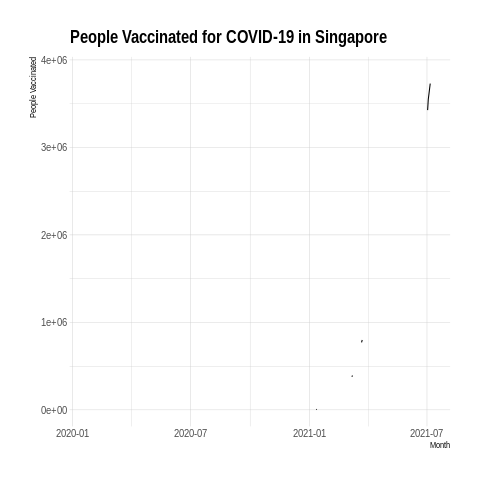 People Vaccinated for COVID-19 in Singapore
People Vaccinated
4e+06
3e+06
2e+06
1e+06
0e+00
2020-01
2020-07
2021-01
2021-07
Month